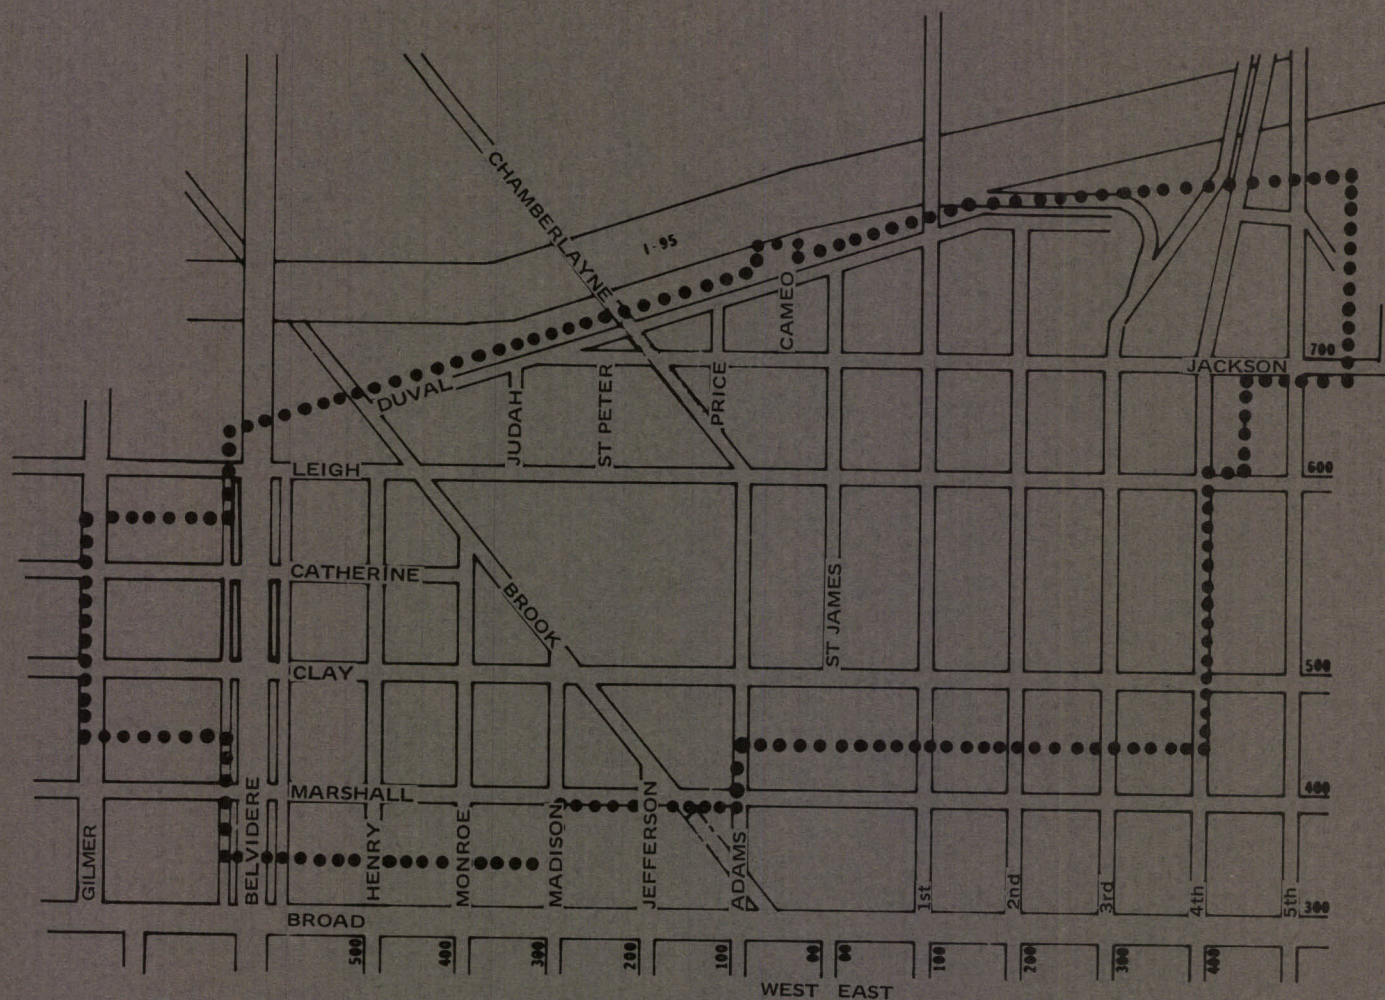 CHAMBERLAYNE
I-95
CAMEO
700
JACKSON
DUVAL
JUDAH
ST PETER
PRICE
LEIGH
600
CATHERINE
BROOK
ST JAMES
CLAY
500
MARSHALL
400
GILMER
BELVIDERE
HENRY
MONROE
MADISON
JEFFERSON
ADAMS
1st
2nd
3rd
4th
5th
300
BROAD
500
400
300
200
100
00
00
100
200
300
400
WEST EAST